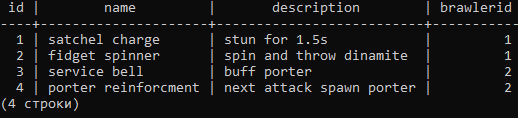 id | name | description | brawlerid
----+---------------------+--------------------------+-----------
1 | satchel charge | stun for 1.5s | 1
2 | fidget spinner | spin and throw dinamite | 1
3 | service bell | buff porter | 2
4 | porter reinforcment | next attack spawn porter | 2
(4 строки)